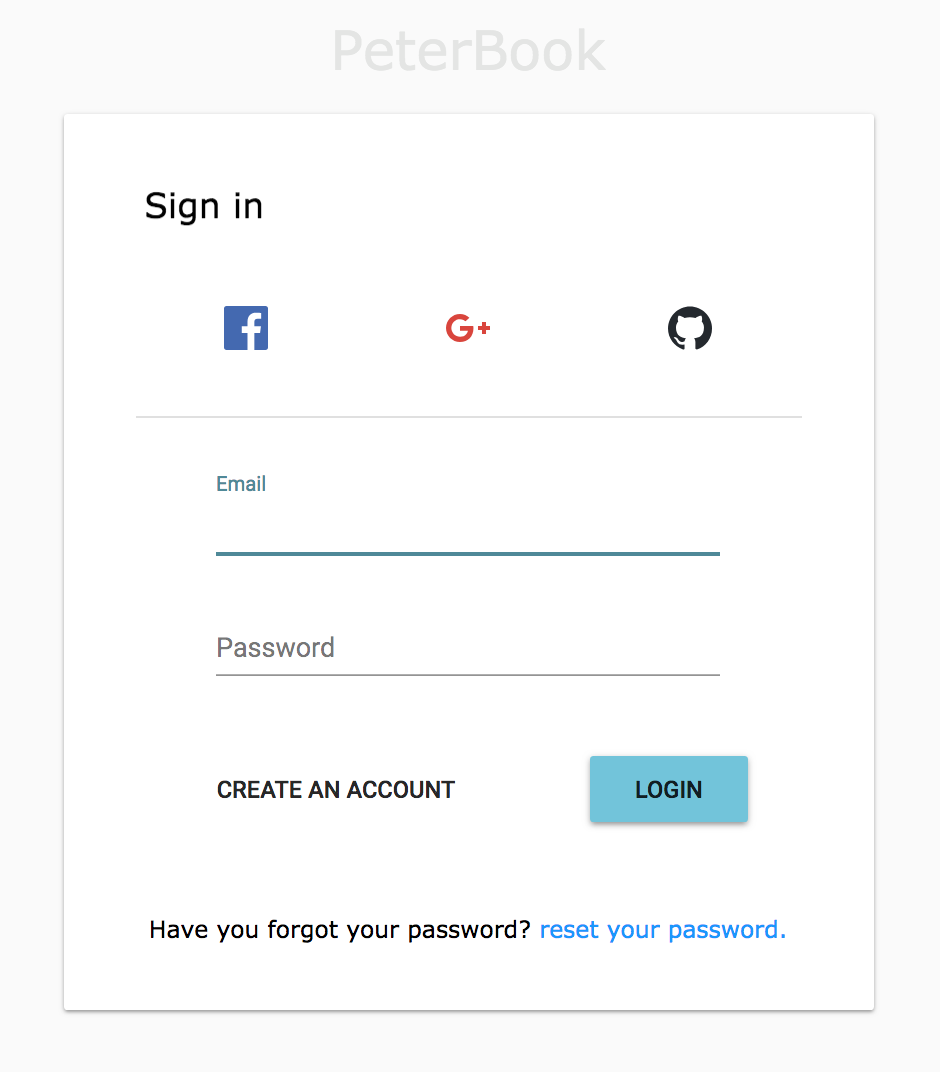 PeterBook
Sign in
G+
Email
Password
CREATE AN ACCOUNT LOGIN
Have you forgot your password? reset your password.